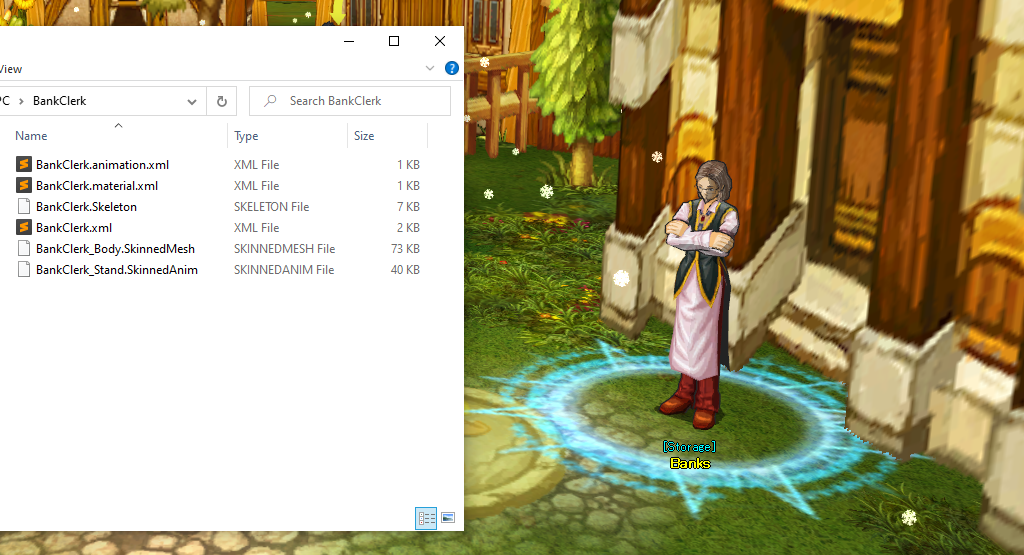 View
?
PC > BankClerk
Search BankClerk
Name Type Size
BankClerk.animation.xml XML File 1 KB
BankClerk.material.xml XML File 1 KB
BankClerk.Skeleton SKELETON File 7 KB
BankClerk.xml XML File 2 KB
BankClerk_Body.SkinnedMesh SKINNEDMESH File 73 KB
BankClerk_Stand.SkinnedAnim SKINNEDANIM File 40 KB
[Storage]
Banks